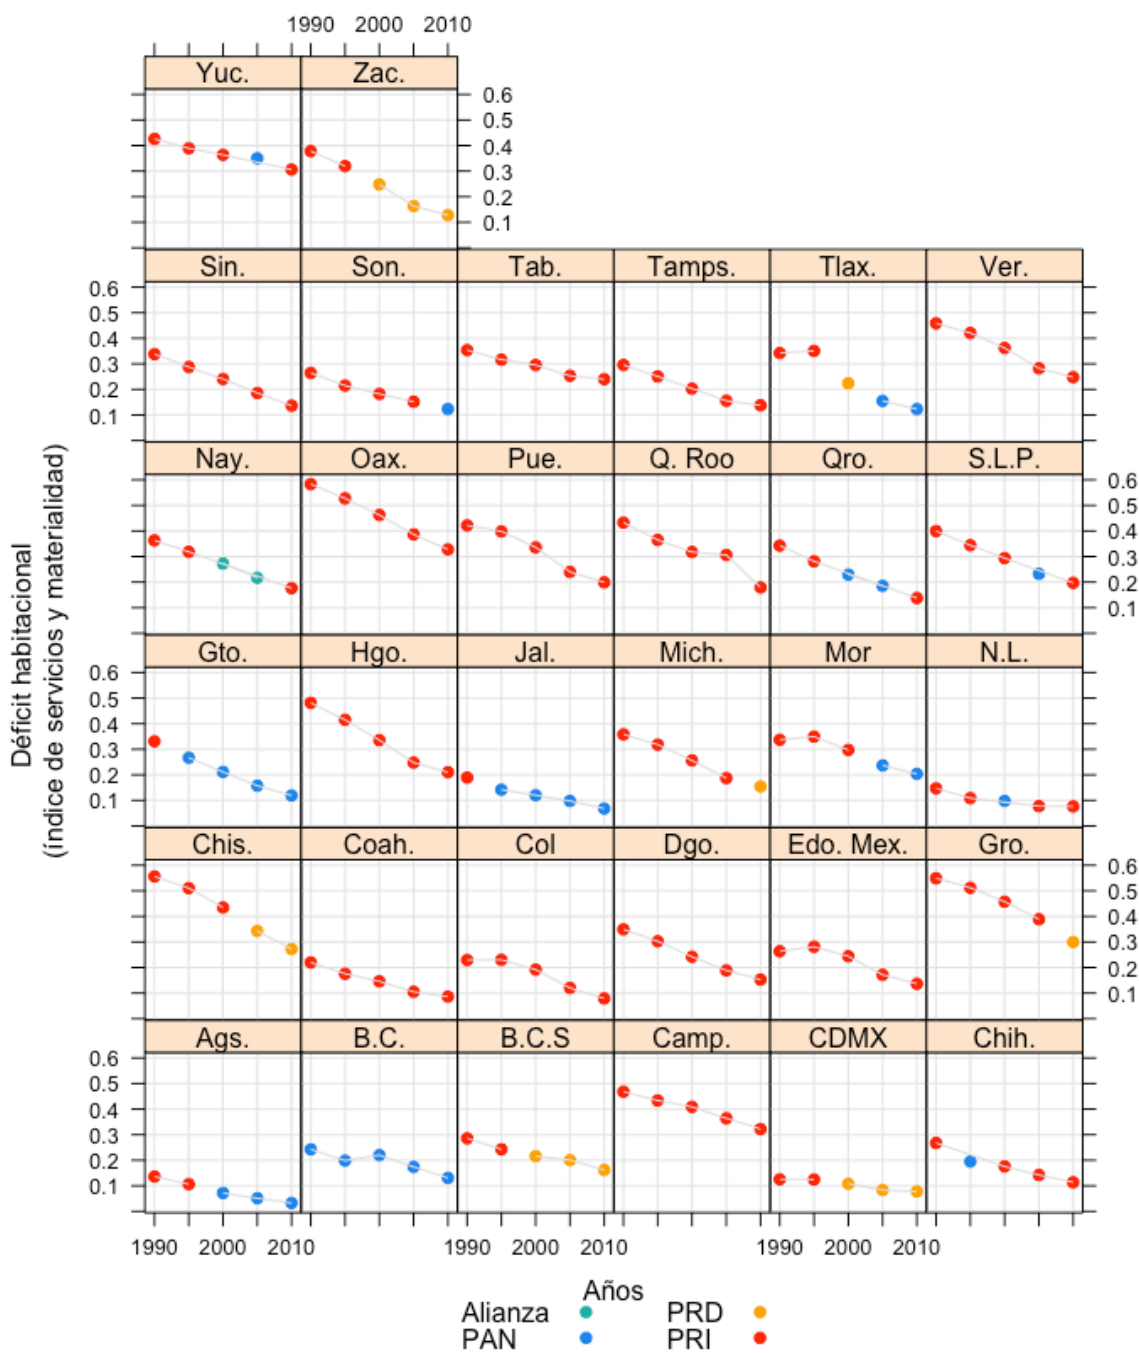 1990 2000 2010
Yuc. Zac.
0.6
0.5
0.4
0.3
0.2
0.1
Sin. Son. Tab. Tamps. Tlax. Ver.
0.6
0.5
0.4
0.3
0.2
0.1
Nay. Oax. Pue. Q. Roo Qro. S.L.P.
0.6
0.5
0.4
0.3
0.2
0.1
Gto. Hgo. Jal. Mich. Mor N.L.
0.6
0.5
0.4
0.3
0.2
0.1
Chis. Coah. Col Dgo. Edo. Mex. Gro.
0.6
0.5
0.4
0.3
0.2
0.1
Ags. B.C. B.C.S Camp. CDMX Chih.
0.6
0.5
0.4
0.3
0.2
0.1
1990 2000 2010 1990 2000 2010 1990 2000 2010
Déficit habitacional
(índice de servicios y materialidad)
Años
Alianza PRD
PAN PRI